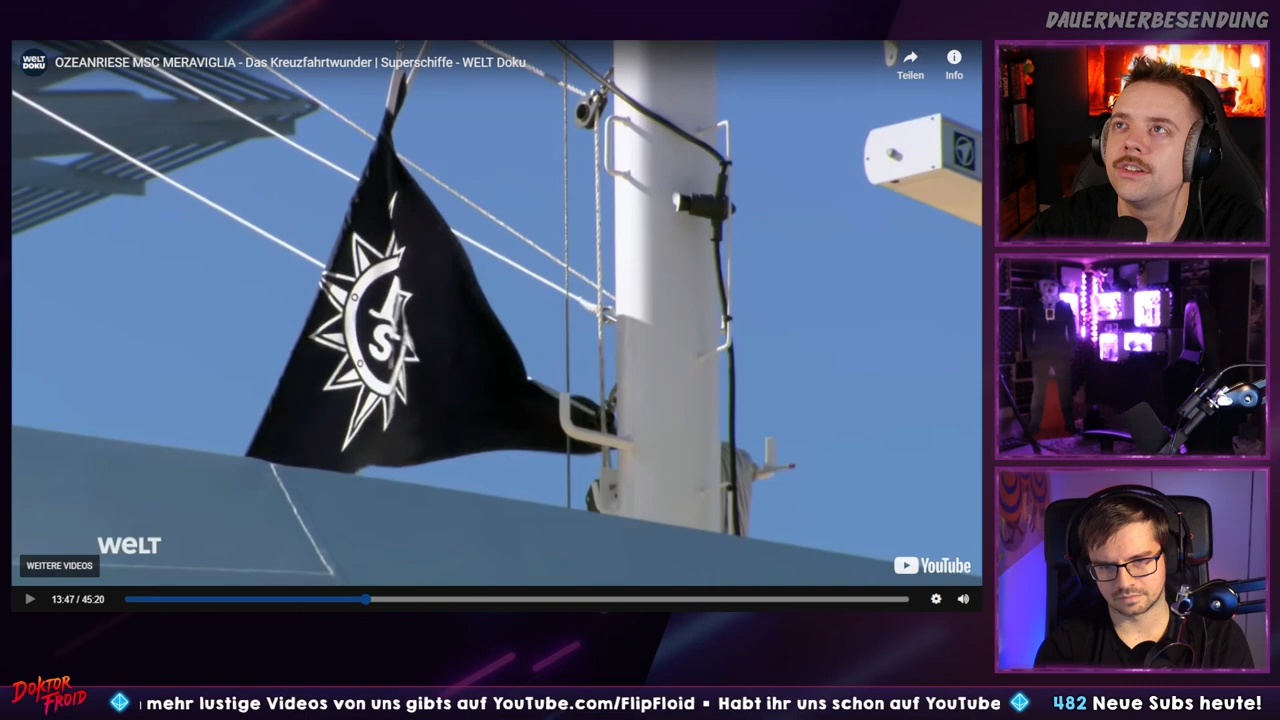 DAUERWERBESENDUNG
WELT DOKU
OZEANRIESE MSC MERAVIGLIA - Das Kreuzfahrtwunder | Superschiffe - WELT Doku
Teilen
Info
S
WELT
WEITERE VIDEOS
YouTube
13:47 / 45:20
DOKTOR FROID
mehr lustige Videos von uns gibts auf YouTube.com/FlipFloid ▪ Habt ihr uns schon auf YouTube
482 Neue Subs heute!